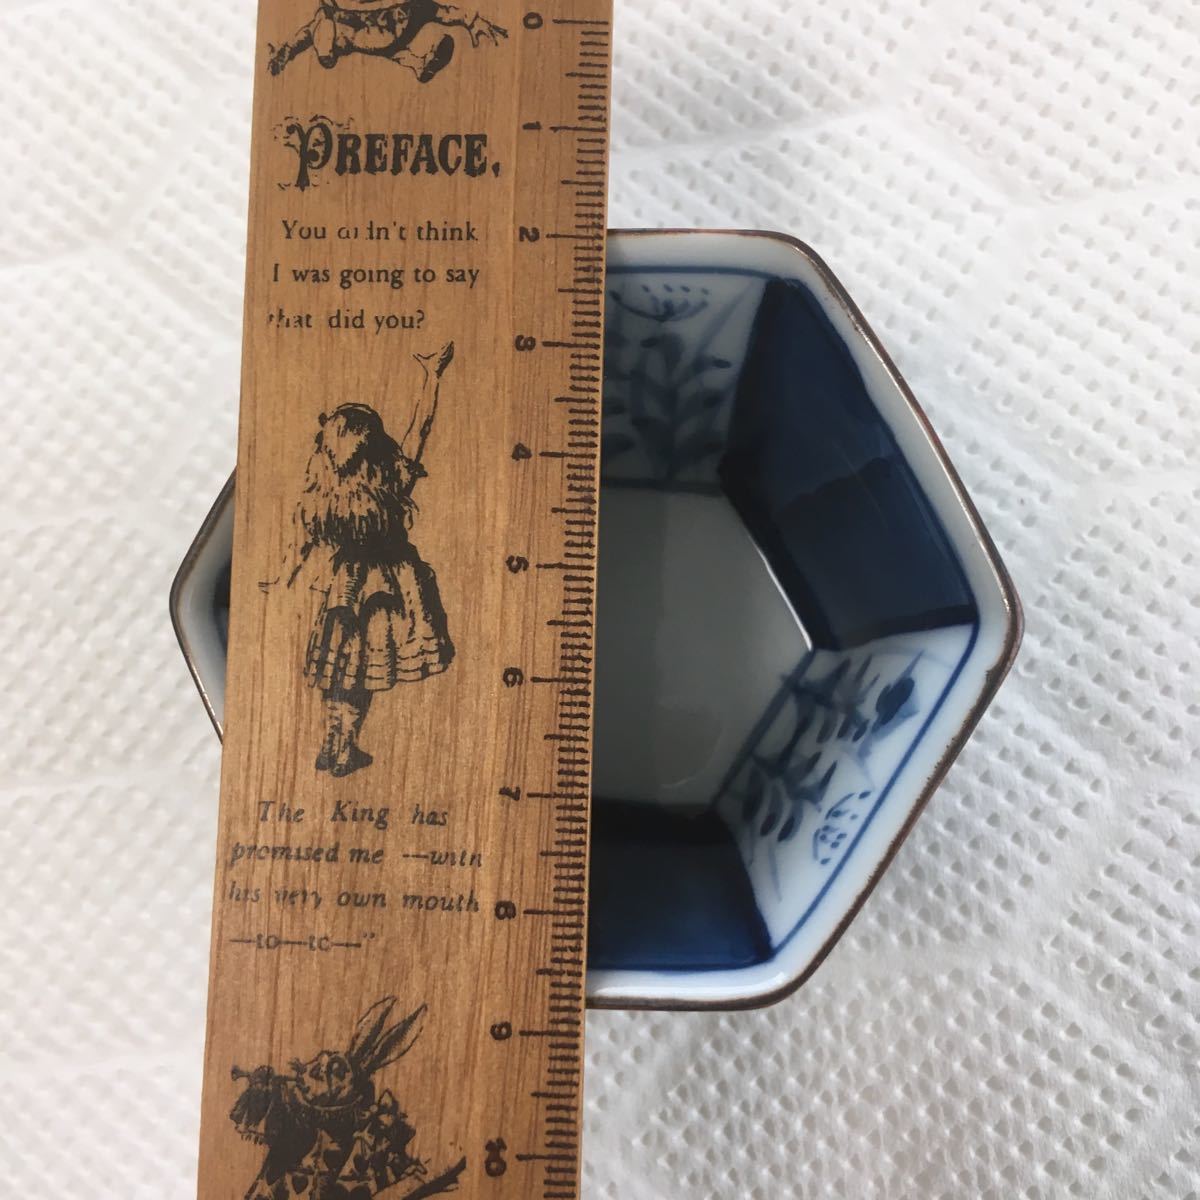 0
PREFACE.
1
You didn't think
2
I was going to say
that did you?
3
4
5
6
7
The King has
promised me —with
his very own mouth
8
—to—to—"
9
10